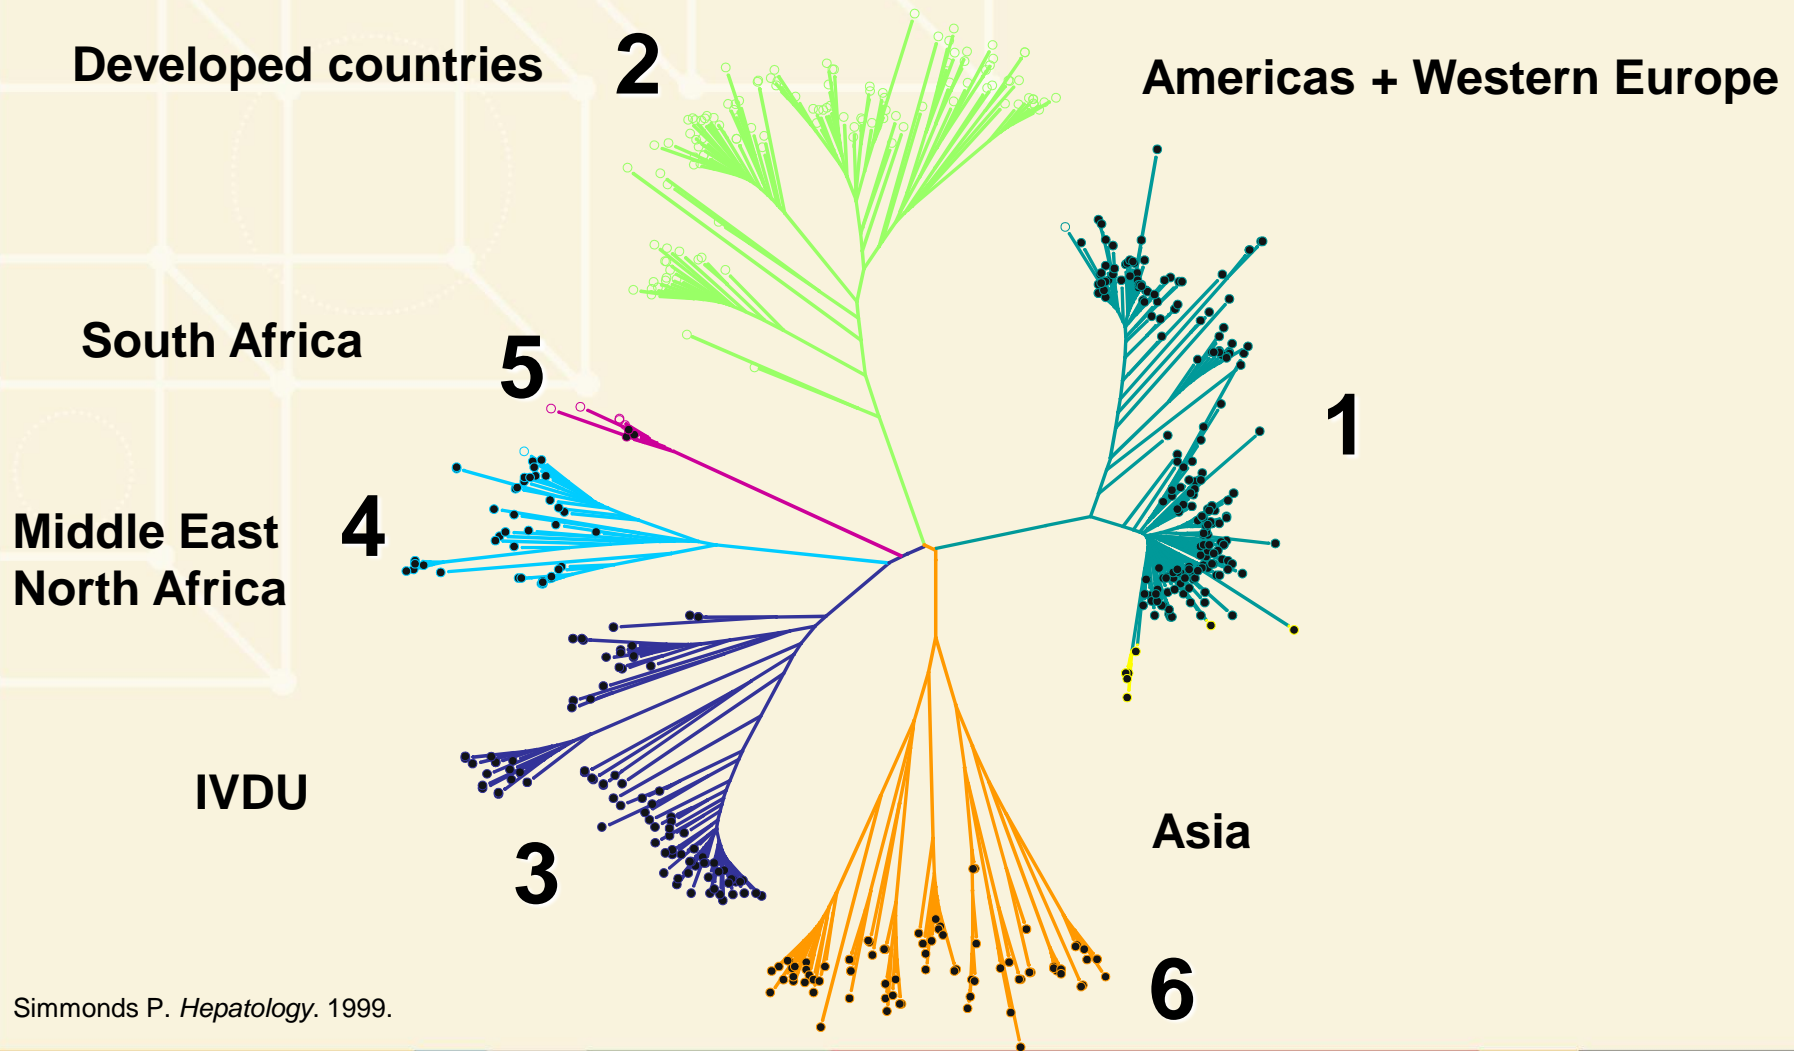 Developed countries
2
Americas + Western Europe
South Africa
5
1
Middle East
North Africa
4
IVDU
3
Asia
6
Simmonds P. Hepatology. 1999.